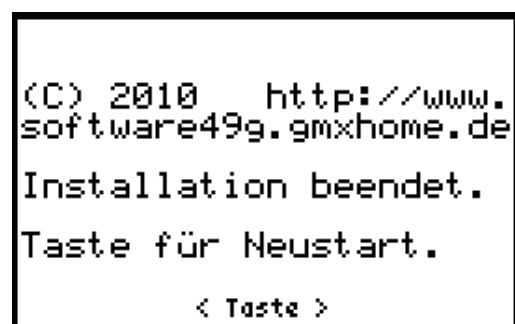 (C) 2010   http://www.
software49g.gmxhome.de
Installation beendet.
Taste für Neustart.
< Taste >